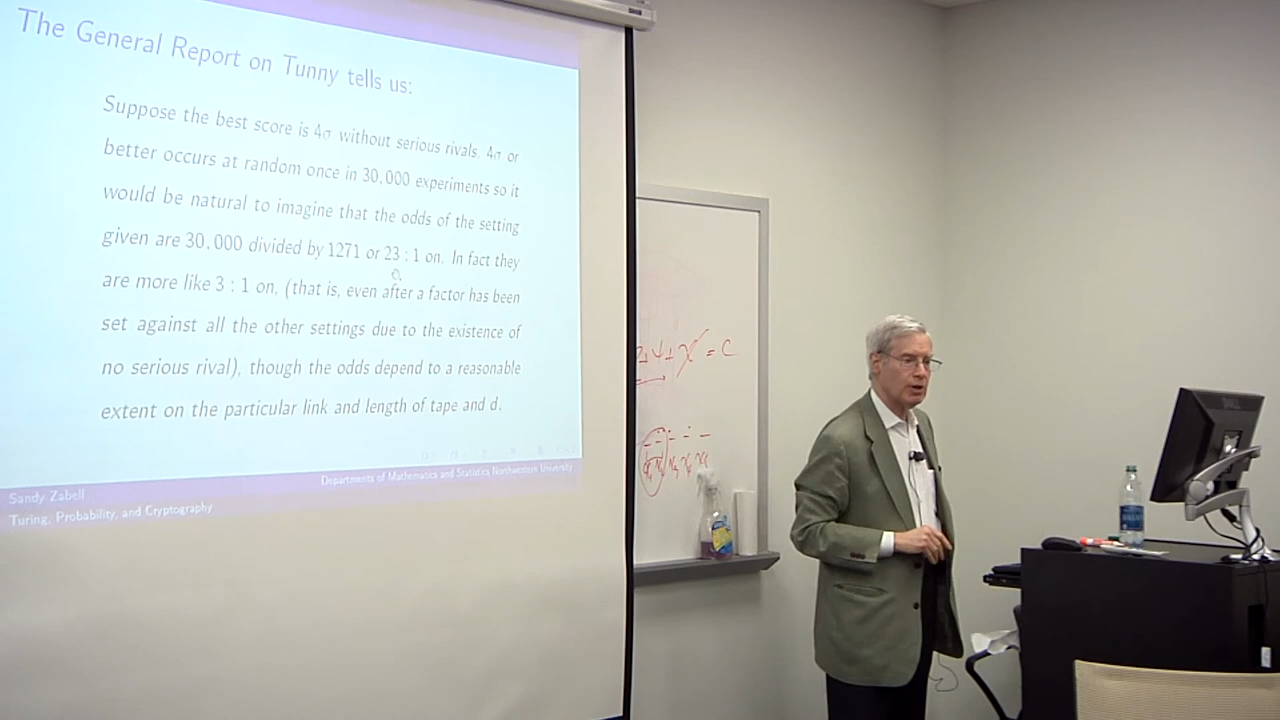 The General Report on Tunny tells us:
Suppose the best score is 4σ without serious rivals. 4σ or
better occurs at random once in 30,000 experiments so it
would be natural to imagine that the odds of the setting
given are 30,000 divided by 1271 or 23 : 1 on. In fact they
are more like 3 : 1 on, (that is, even after a factor has been
set against all the other settings due to the existence of
no serious rival), though the odds depend to a reasonable
extent on the particular link and length of tape and d.
Sandy Zabell
Departments of Mathematics and Statistics Northwestern University
Turing, Probability, and Cryptography
= C
DELL